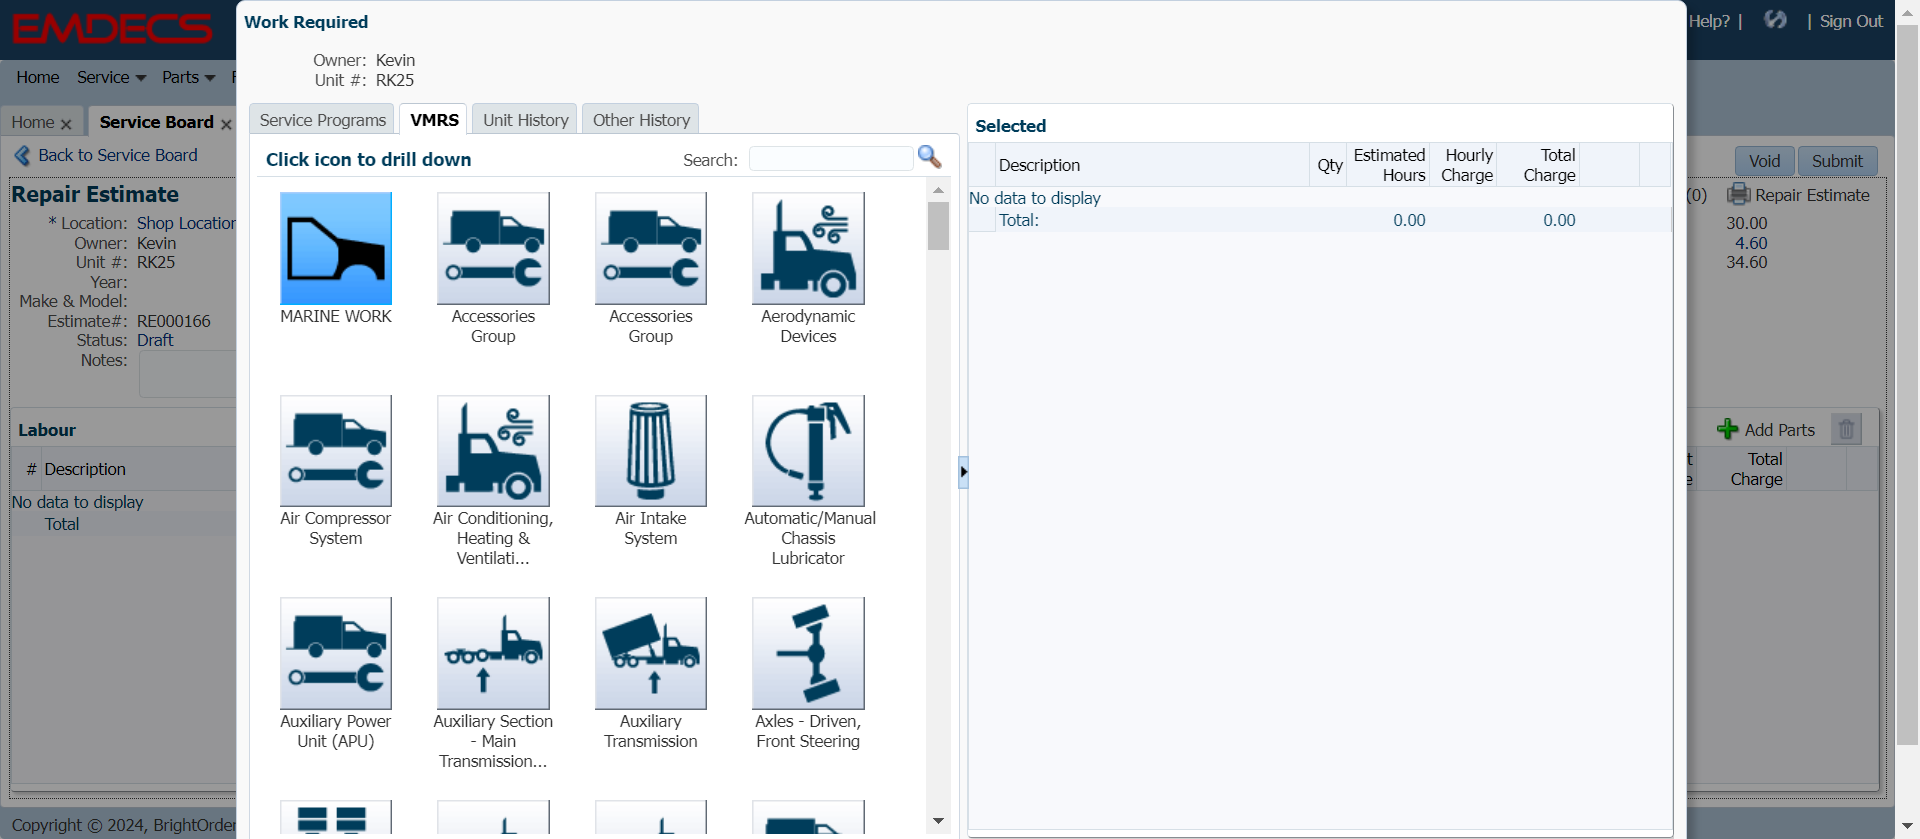 EMDECS
Help? |
| Sign Out
Home Service Parts
Home
Service Board
Back to Service Board
Repair Estimate
* Location: Shop Location
Owner: Kevin
Unit #: RK25
Year:
Make & Model:
Estimate#: RE000166
Status: Draft
Notes:
Labour
# Description
No data to display
Total
Copyright © 2024, BrightOrder
Work Required
Owner: Kevin
Unit #: RK25
Service Programs
VMRS
Unit History
Other History
Click icon to drill down
Search:
MARINE WORK
Accessories
Group
Accessories
Group
Aerodynamic
Devices
Air Compressor
System
Air Conditioning,
Heating &
Ventilati...
Air Intake
System
Automatic/Manual
Chassis
Lubricator
Auxiliary Power
Unit (APU)
Auxiliary Section
- Main
Transmission...
Auxiliary
Transmission
Axles - Driven,
Front Steering
Selected
Description
Qty
Estimated
Hours
Hourly
Charge
Total
Charge
No data to display
Total: 0.00 0.00
Void
Submit
(0)
Repair Estimate
30.00
4.60
34.60
Add Parts
Total
Charge